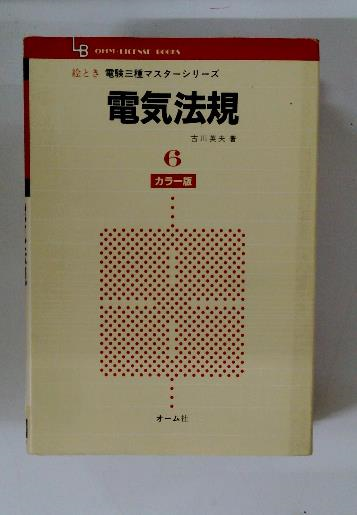 LB OHM-LICENSE-BOOKS
絵とき 電験三種マスターシリーズ
電気法規
古川英夫 著
6
カラー版
オーム社